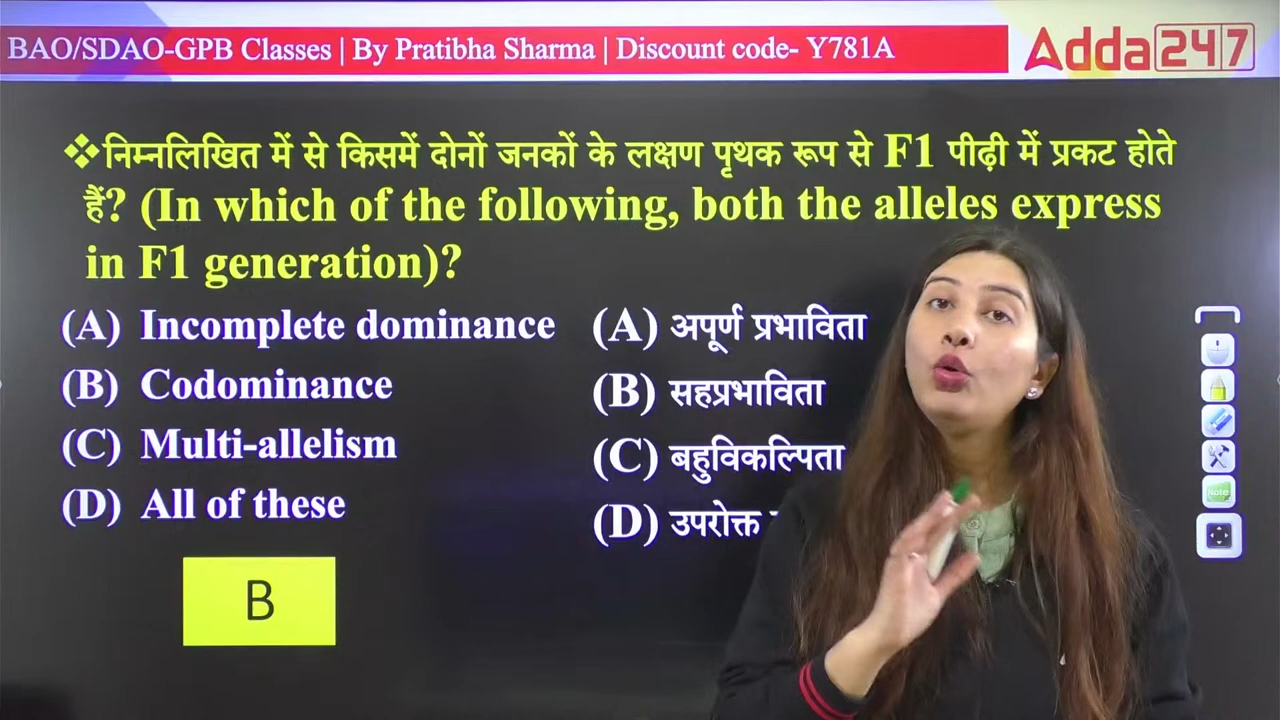 BAO/SDAO-GPB Classes | By Pratibha Sharma | Discount code- Y781A
Adda247
❖निम्नलिखित में से किसमें दोनों जनकों के लक्षण पृथक रूप से F1 पीढ़ी में प्रकट होते
हैं? (In which of the following, both the alleles express
in F1 generation)?
(A) Incomplete dominance
(B) Codominance
(C) Multi-allelism
(D) All of these
(A) अपूर्ण प्रभाविता
(B) सहप्रभाविता
(C) बहुविकल्पिता
(D) उपरोक्त
B
Note